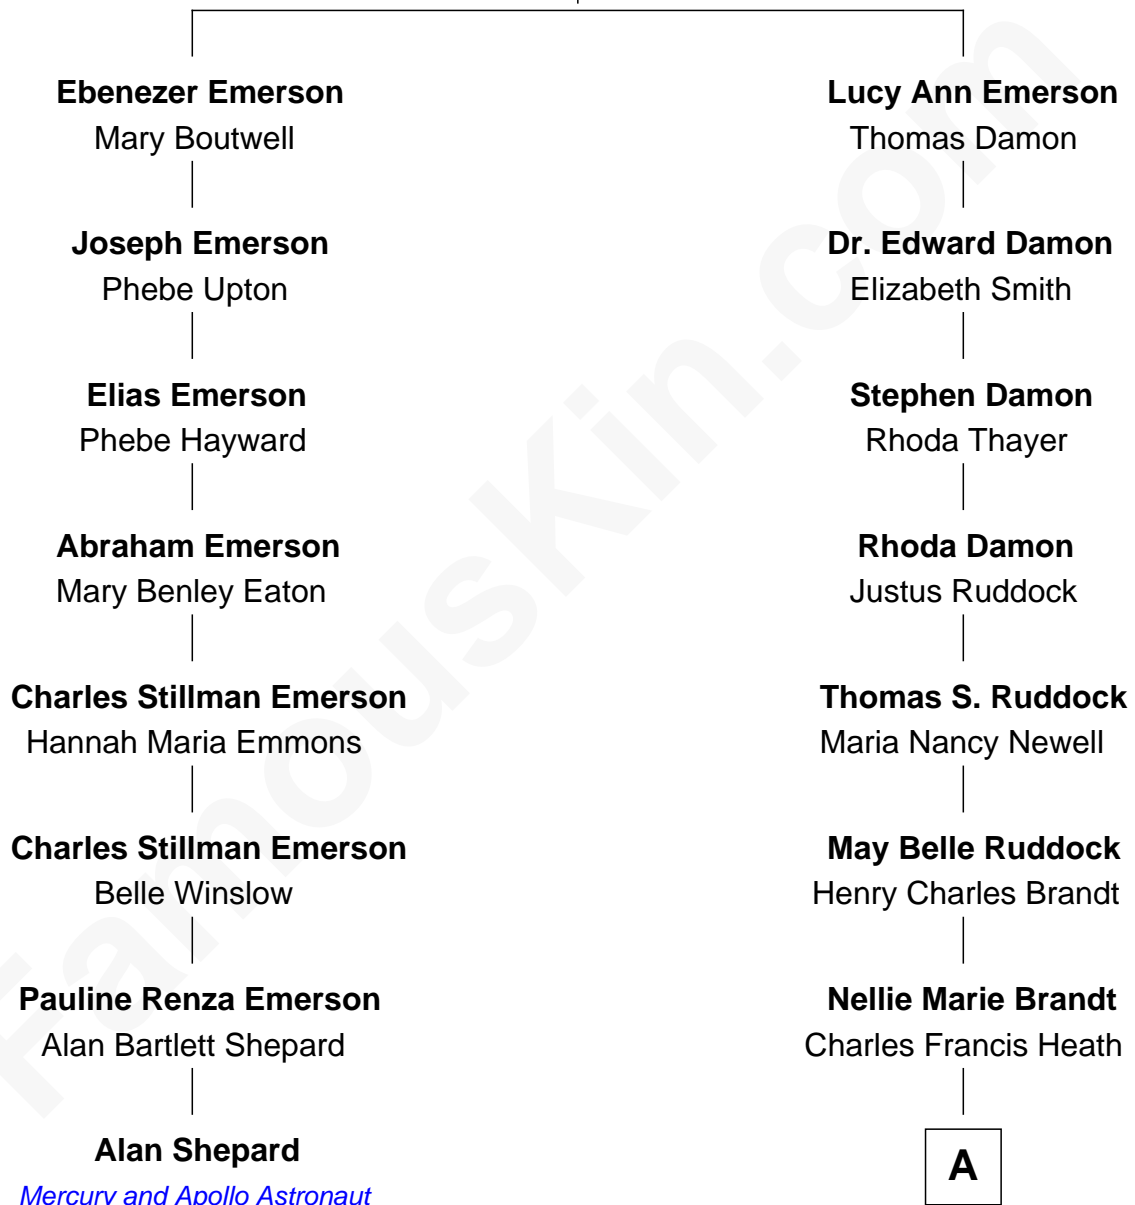 Ebenezer Emerson
Mary Boutwell
Lucy Ann Emerson
Thomas Damon
Joseph Emerson
Phebe Upton
Dr. Edward Damon
Elizabeth Smith
Elias Emerson
Phebe Hayward
Stephen Damon
Rhoda Thayer
Abraham Emerson
Mary Benley Eaton
Rhoda Damon
Justus Ruddock
Charles Stillman Emerson
Hannah Maria Emmons
Thomas S. Ruddock
Maria Nancy Newell
Charles Stillman Emerson
Belle Winslow
May Belle Ruddock
Henry Charles Brandt
Pauline Renza Emerson
Alan Bartlett Shepard
Nellie Marie Brandt
Charles Francis Heath
Alan Shepard
Mercury and Apollo Astronaut
A
FamousKin.com